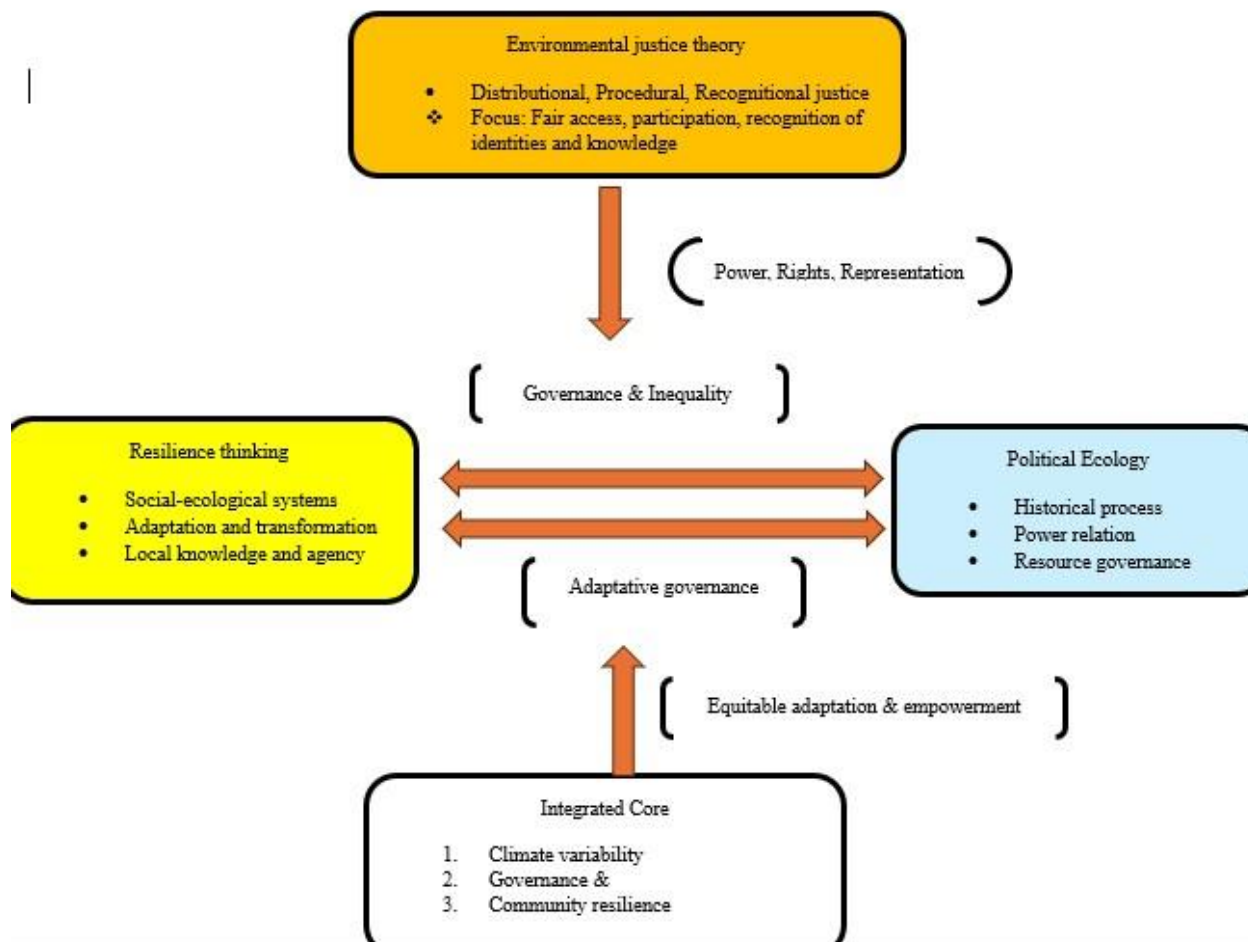 Environmental justice theory
• Distributional, Procedural, Recognitional justice
❖ Focus: Fair access, participation, recognition of
identities and knowledge
Power, Rights, Representation
Governance & Inequality
Resilience thinking
• Social-ecological systems
• Adaptation and transformation
• Local knowledge and agency
Political Ecology
• Historical process
• Power relation
• Resource governance
Adaptative governance
Equitable adaptation & empowerment
Integrated Core
1. Climate variability
2. Governance &
3. Community resilience